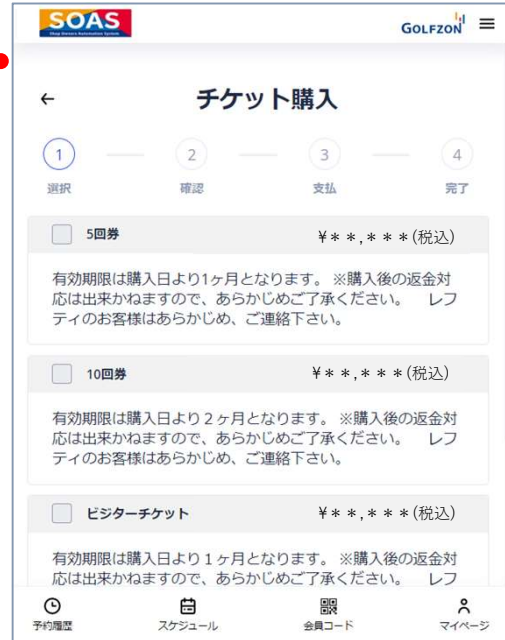 SOAS
Shop Owners Automation System
GOLFZON
← チケット購入
1 2 3 4
選択 確認 支払 完了
5回券 ¥**,***(税込)
有効期限は購入日より1ヶ月となります。 ※購入後の返金対
応は出来かねますので、あらかじめご了承ください。 レフ
ティのお客様はあらかじめ、ご連絡下さい。
10回券 ¥**,***(税込)
有効期限は購入日より２ヶ月となります。 ※購入後の返金対
応は出来かねますので、あらかじめご了承ください。 レフ
ティのお客様はあらかじめ、ご連絡下さい。
ビジターチケット ¥**,***(税込)
有効期限は購入日より１ヶ月となります。 ※購入後の返金対
応は出来かねますので、あらかじめご了承ください。 レフ
予約履歴 スケジュール 会員コード マイページ